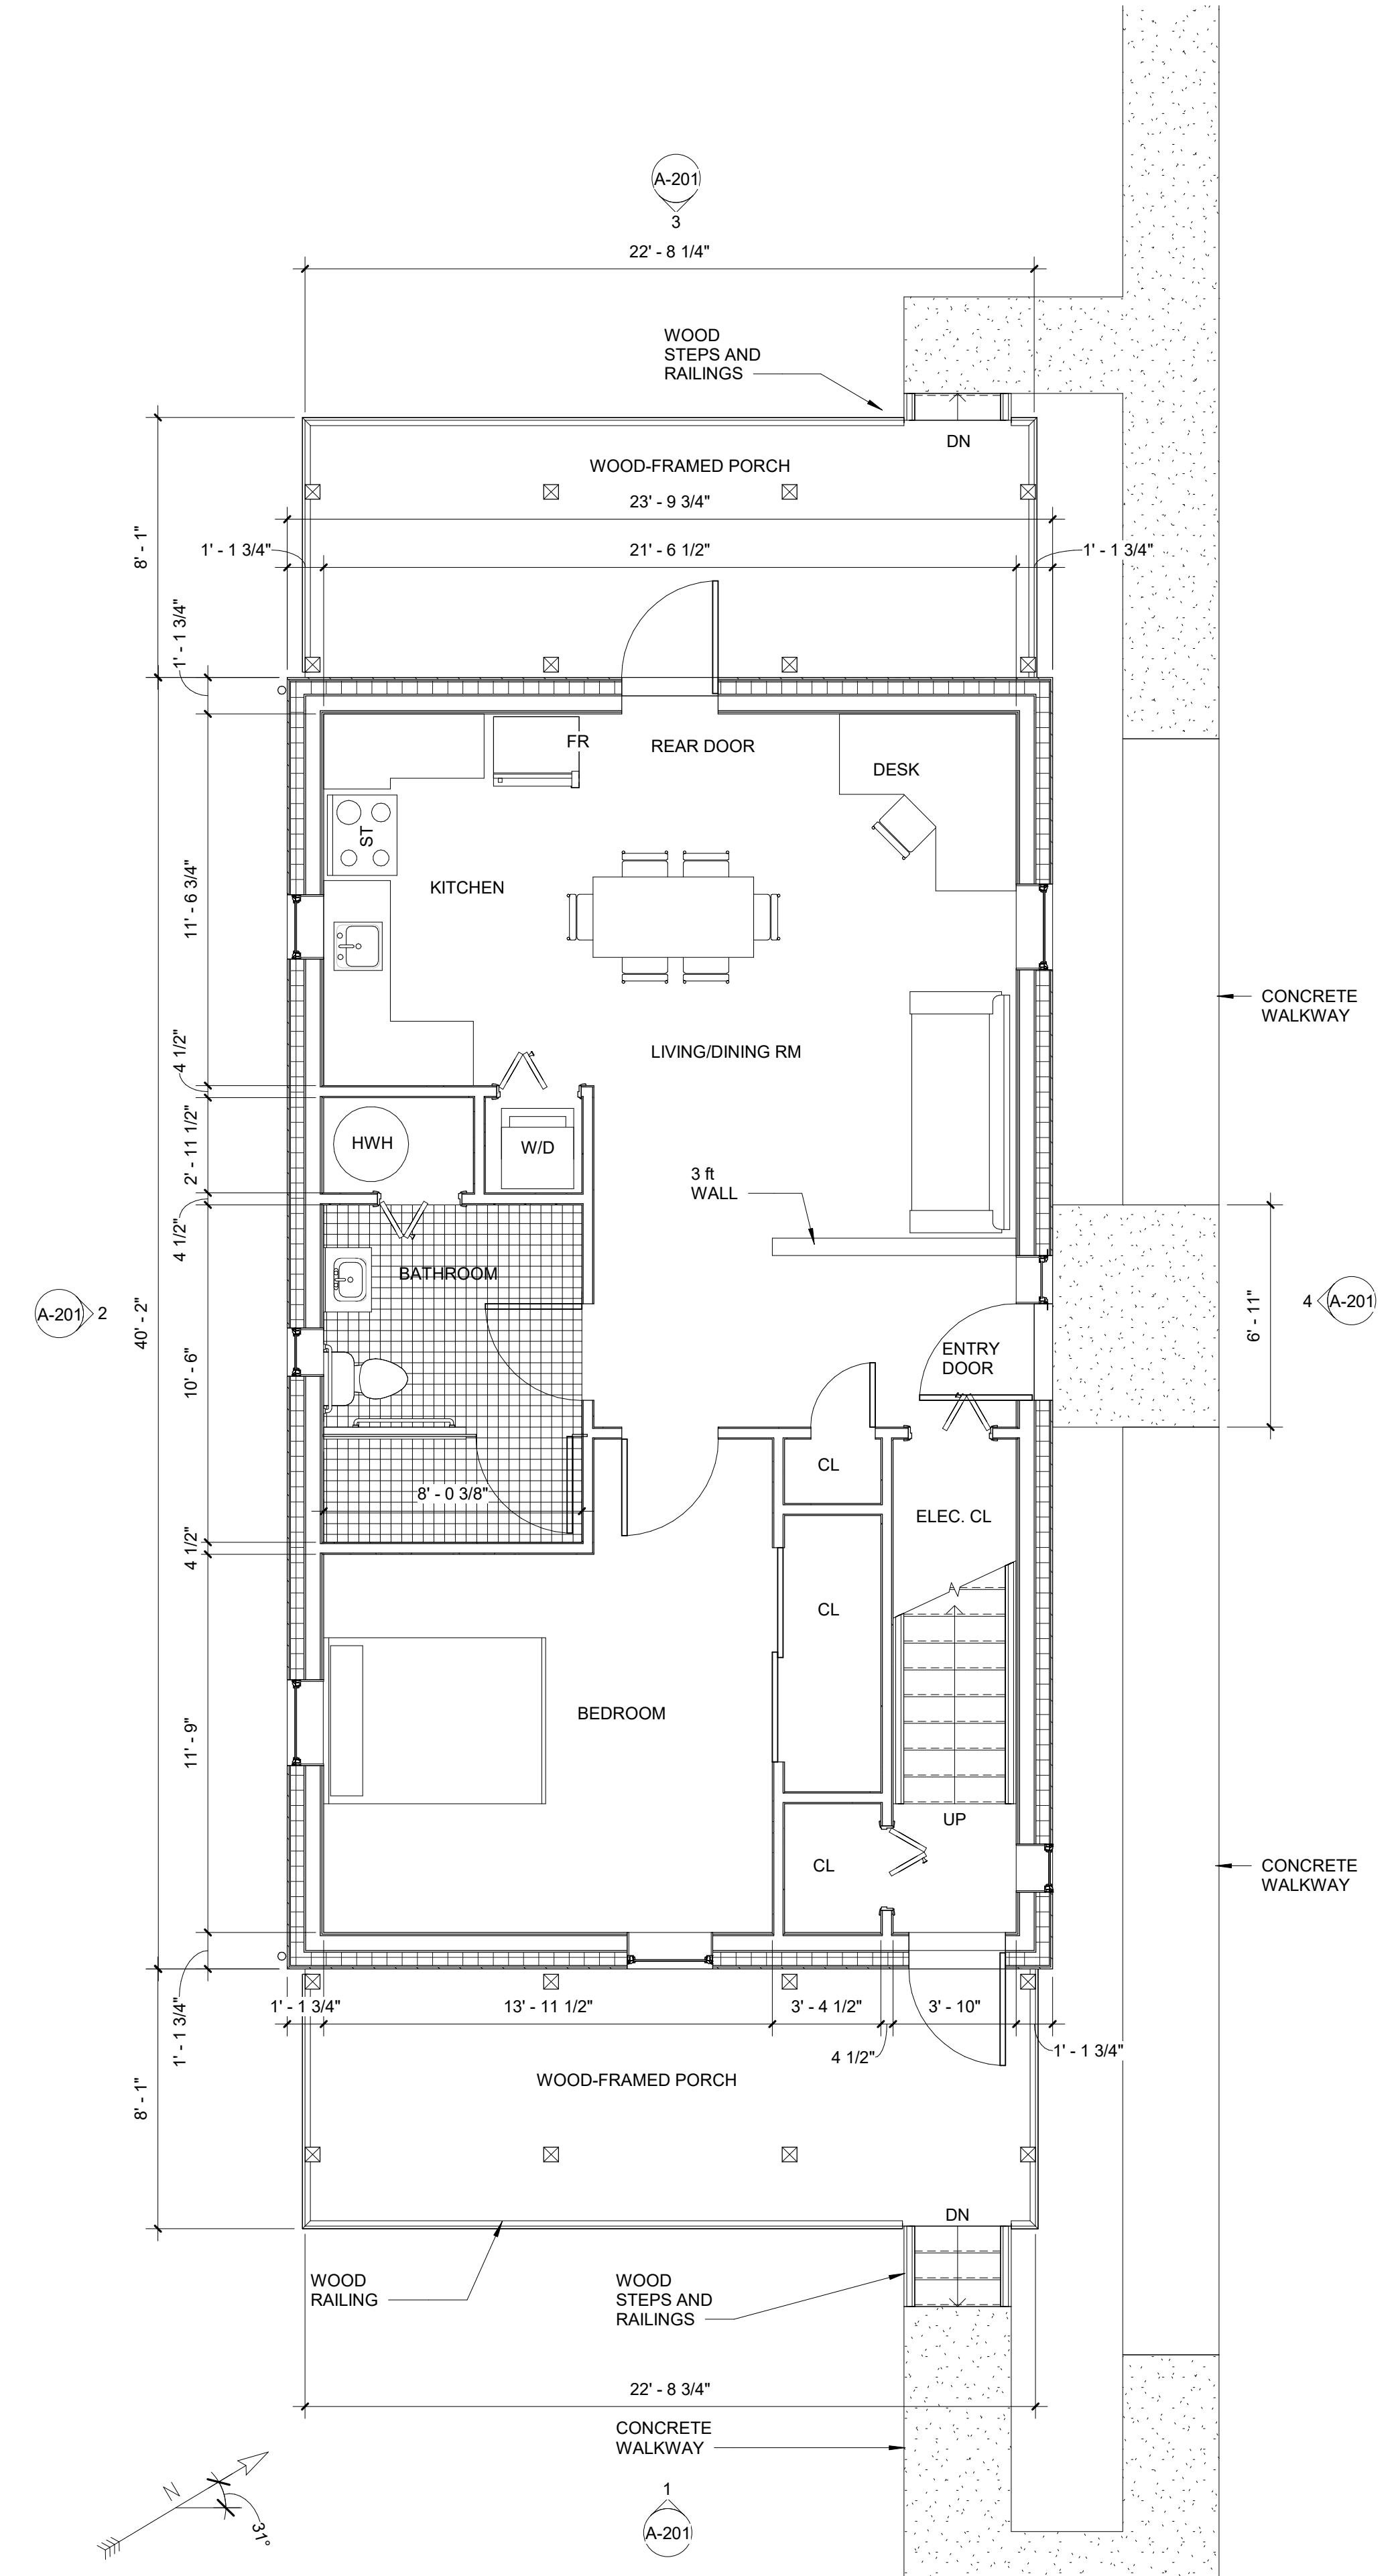 A-201
3
22' - 8 1/4"
WOOD
STEPS AND
RAILINGS
DN
WOOD-FRAMED PORCH
23' - 9 3/4"
8' - 1"
1' - 1 3/4"
21' - 6 1/2"
1' - 1 3/4"
1' - 1 3/4"
FR
REAR DOOR
DESK
ST
KITCHEN
11' - 6 3/4"
CONCRETE
WALKWAY
LIVING/DINING RM
4 1/2"
HWH
W/D
2' - 11 1/2"
3 ft
WALL
4 1/2"
BATHROOM
A-201
2
40' - 2"
6' - 11"
4
A-201
ENTRY
DOOR
10' - 6"
CL
8' - 0 3/8"
ELEC. CL
4 1/2"
CL
BEDROOM
11' - 9"
UP
CL
CONCRETE
WALKWAY
1' - 1 3/4"
1' - 1 3/4"
13' - 11 1/2"
3' - 4 1/2"
3' - 10"
4 1/2"
1' - 1 3/4"
WOOD-FRAMED PORCH
8' - 1"
DN
WOOD
RAILING
WOOD
STEPS AND
RAILINGS
22' - 8 3/4"
CONCRETE
WALKWAY
N
31°
1
A-201